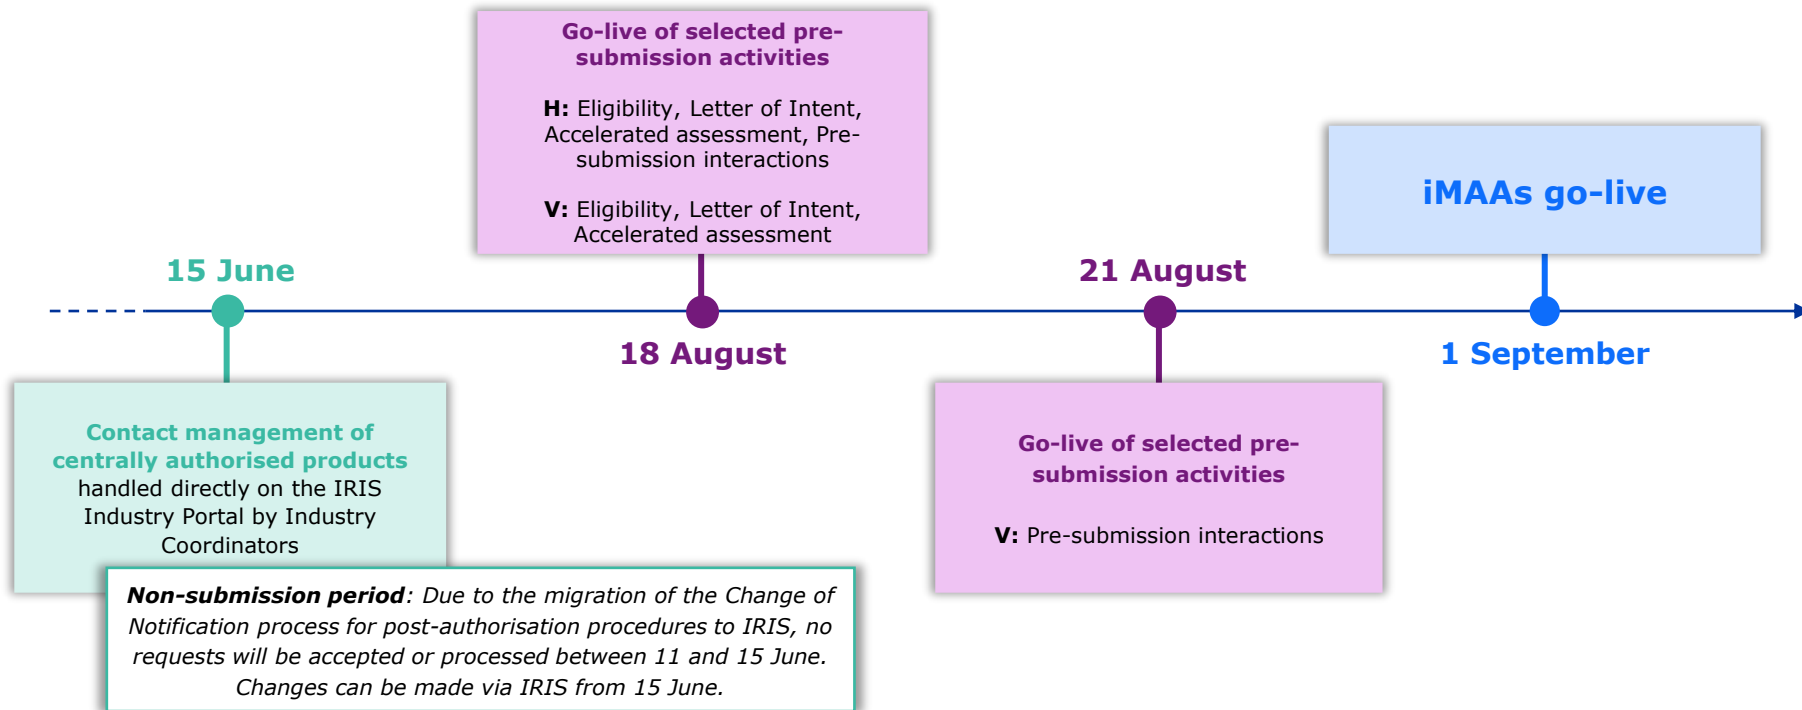 Go-live of selected pre-
submission activities
H: Eligibility, Letter of Intent,
Accelerated assessment, Pre-
submission interactions
V: Eligibility, Letter of Intent,
Accelerated assessment
iMAAs go-live
15 June
21 August
18 August
1 September
Contact management of
centrally authorised products
handled directly on the IRIS
Industry Portal by Industry
Coordinators
Go-live of selected pre-
submission activities
V: Pre-submission interactions
Non-submission period: Due to the migration of the Change of
Notification process for post-authorisation procedures to IRIS, no
requests will be accepted or processed between 11 and 15 June.
Changes can be made via IRIS from 15 June.